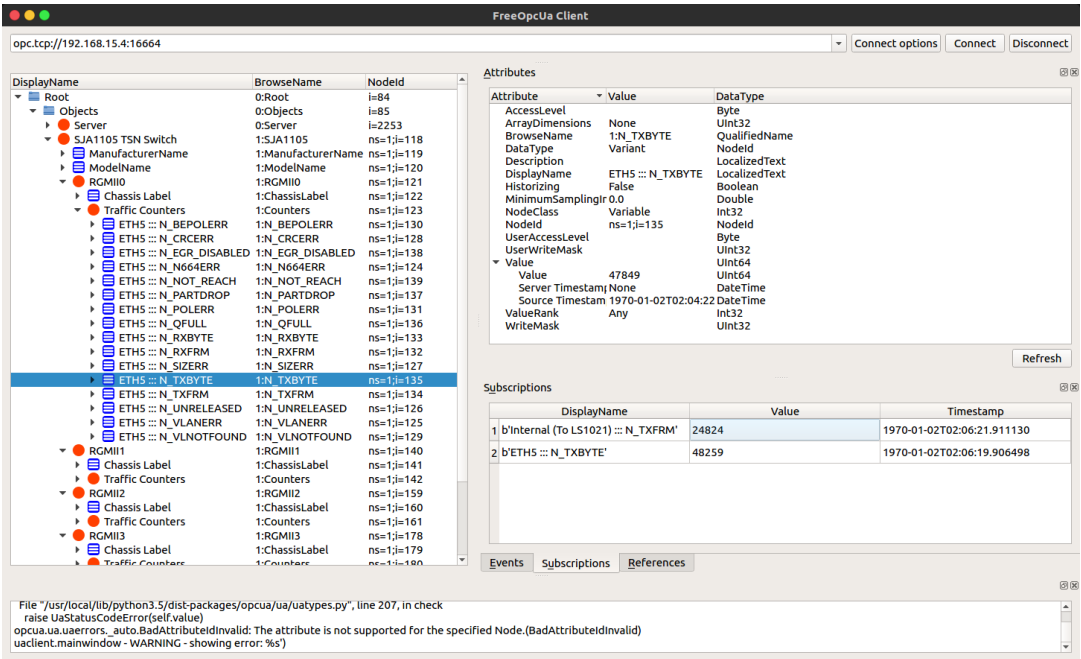 FreeOpcUa Client
opc.tcp://192.168.15.4:16664
Connect options
Connect
Disconnect
DisplayName BrowseName NodeId
Root 0:Root i=84
Objects 0:Objects i=85
Server 0:Server i=2253
SJA1105 TSN Switch 1:SJA1105 ns=1;i=118
ManufacturerName 1:ManufacturerName ns=1;i=119
ModelName 1:ModelName ns=1;i=120
RGMII0 1:RGMII0 ns=1;i=121
Chassis Label 1:ChassisLabel ns=1;i=122
Traffic Counters 1:Counters ns=1;i=123
ETH5 ::: N_BEPOLERR 1:N_BEPOLERR ns=1;i=130
ETH5 ::: N_CRCERR 1:N_CRCERR ns=1;i=128
ETH5 ::: N_EGR_DISABLED 1:N_EGR_DISABLED ns=1;i=138
ETH5 ::: N_N664ERR 1:N_N664ERR ns=1;i=124
ETH5 ::: N_NOT_REACH 1:N_NOT_REACH ns=1;i=139
ETH5 ::: N_PARTDROP 1:N_PARTDROP ns=1;i=137
ETH5 ::: N_POLERR 1:N_POLERR ns=1;i=131
ETH5 ::: N_QFULL 1:N_QFULL ns=1;i=136
ETH5 ::: N_RXBYTE 1:N_RXBYTE ns=1;i=133
ETH5 ::: N_RXFRM 1:N_RXFRM ns=1;i=132
ETH5 ::: N_SIZERR 1:N_SIZERR ns=1;i=127
ETH5 ::: N_TXBYTE 1:N_TXBYTE ns=1;i=135
ETH5 ::: N_TXFRM 1:N_TXFRM ns=1;i=134
ETH5 ::: N_UNRELEASED 1:N_UNRELEASED ns=1;i=126
ETH5 ::: N_VLANERR 1:N_VLANERR ns=1;i=125
ETH5 ::: N_VLNOTFOUND 1:N_VLNOTFOUND ns=1;i=129
RGMII1 1:RGMII1 ns=1;i=140
Chassis Label 1:ChassisLabel ns=1;i=141
Traffic Counters 1:Counters ns=1;i=142
RGMII2 1:RGMII2 ns=1;i=159
Chassis Label 1:ChassisLabel ns=1;i=160
Traffic Counters 1:Counters ns=1;i=161
RGMII3 1:RGMII3 ns=1;i=178
Chassis Label 1:ChassisLabel ns=1;i=179
Traffic Counters 1:Counters ns=1;i=180
Attributes
Attribute Value DataType
AccessLevel Byte
ArrayDimensions None UInt32
BrowseName 1:N_TXBYTE QualifiedName
DataType Variant NodeId
Description LocalizedText
DisplayName ETH5 ::: N_TXBYTE LocalizedText
Historizing False Boolean
MinimumSamplingIr 0.0 Double
NodeClass Variable Int32
NodeId ns=1;i=135 NodeId
UserAccessLevel Byte
UserWriteMask UInt32
Value UInt64
Value 47849 UInt64
Server Timestamp None DateTime
Source Timestam 1970-01-02T02:04:22 DateTime
ValueRank Any Int32
WriteMask UInt32
Refresh
Subscriptions
DisplayName Value Timestamp
1 b'Internal (To LS1021) ::: N_TXFRM' 24824 1970-01-02T02:06:21.911130
2 b'ETH5 ::: N_TXBYTE' 48259 1970-01-02T02:06:19.906498
Events Subscriptions References
File "/usr/local/lib/python3.5/dist-packages/opcua/ua/uatypes.py", line 207, in check
raise UaStatusCodeError(self.value)
opcua.ua.uaerrors._auto.BadAttributeIdInvalid: The attribute is not supported for the specified Node.(BadAttributeIdInvalid)
uaclient.mainwindow - WARNING - showing error: %s')